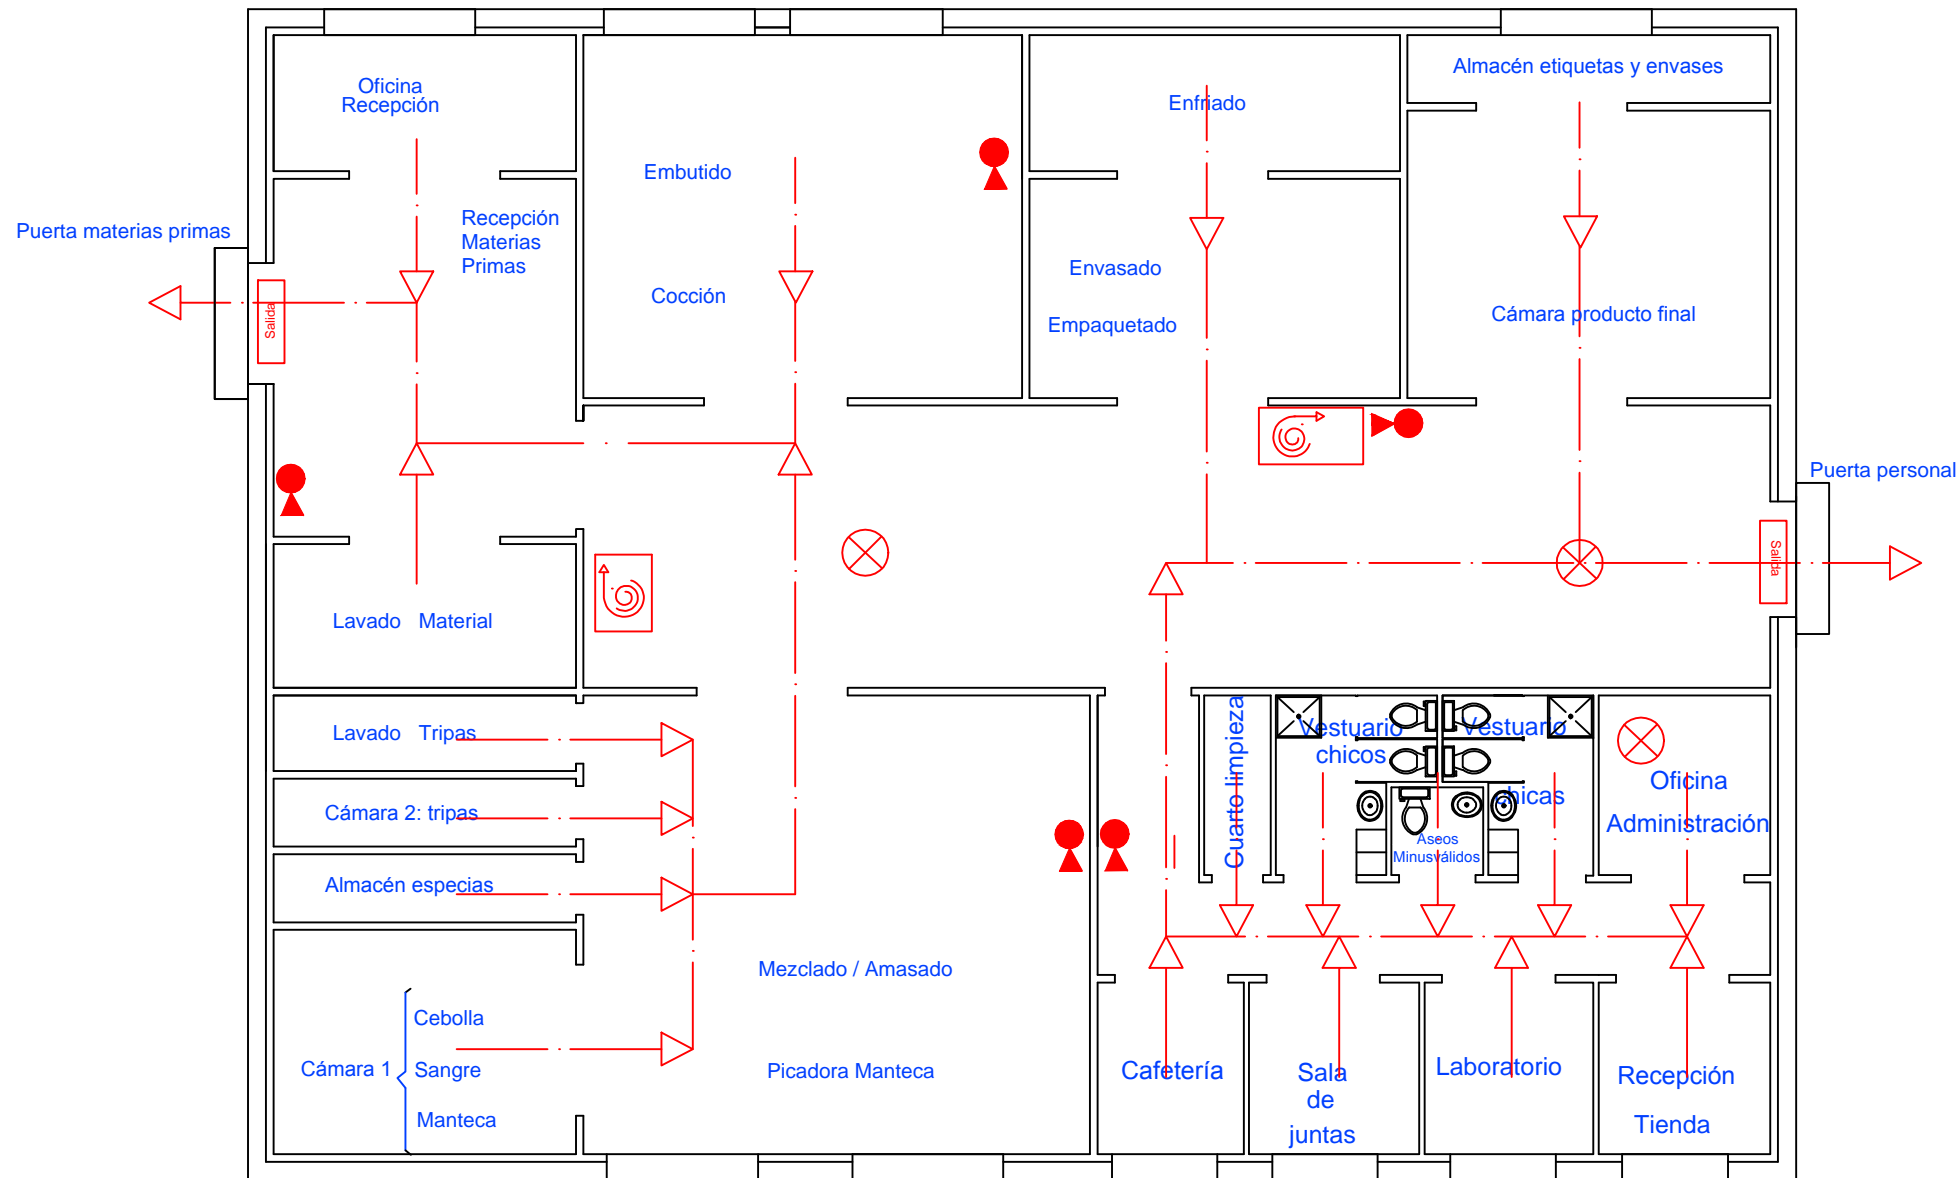 Oficina
Recepción
Embutido
Enfriado
Almacén etiquetas y envases
Puerta materias primas
Recepción
Materias
Primas
Salida
Cocción
Envasado
Empaquetado
Cámara producto final
Puerta personal
Salida
Lavado Material
Lavado Tripas
Cámara 2: tripas
Almacén especias
Cámara 1
Cebolla
Sangre
Manteca
Mezclado / Amasado
Picadora Manteca
Cuarto limpieza
Vestuario
chicos
Vestuario
chicas
Aseos
Minusválidos
Oficina
Administración
Cafetería
Sala
de
juntas
Laboratorio
Recepción
Tienda